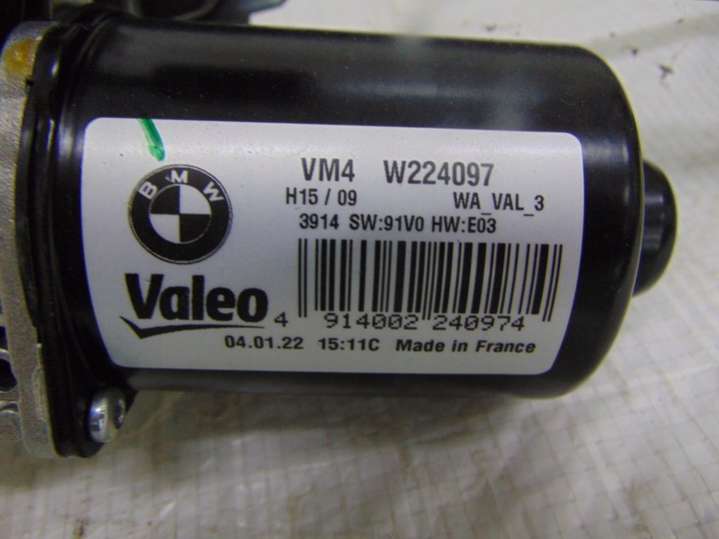 BMW
VM4 W224097
H15 / 09 WA_VAL_3
3914 SW:91V0 HW:E03
Valeo
4 914002 240974
04.01.22 15:11C Made in France